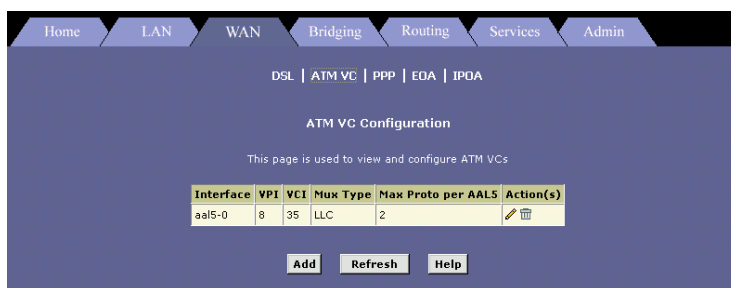 Home LAN WAN Bridging Routing Services Admin
DSL | ATM VC | PPP | EOA | IPOA
ATM VC Configuration
This page is used to view and configure ATM VCs
Interface VPI VCI Mux Type Max Proto per AAL5 Action(s)
aal5-0 8 35 LLC 2
Add Refresh Help